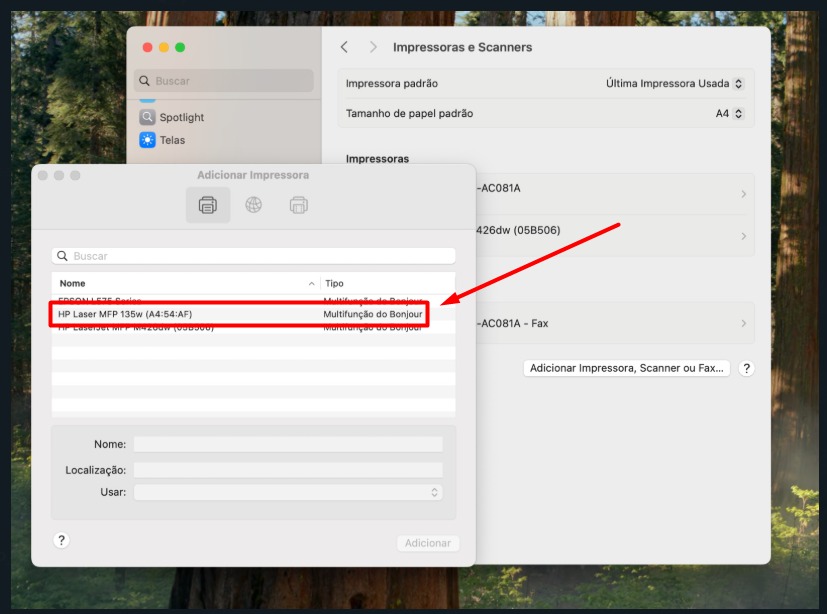 Impressoras e Scanners
Buscar
Spotlight
Telas
Impressora padrão
Última Impressora Usada
Tamanho de papel padrão
A4
Impressoras
-AC081A
426dw (05B506)
-AC081A - Fax
Adicionar Impressora, Scanner ou Fax...
?
Adicionar Impressora
Buscar
Nome
Tipo
EPSON L575 Series
Multifunção do Bonjour
HP Laser MFP 135w (A4:54:AF)
Multifunção do Bonjour
HP LaserJet MFP M426dw (05B506)
Multifunção do Bonjour
Nome:
Localização:
Usar:
?
Adicionar